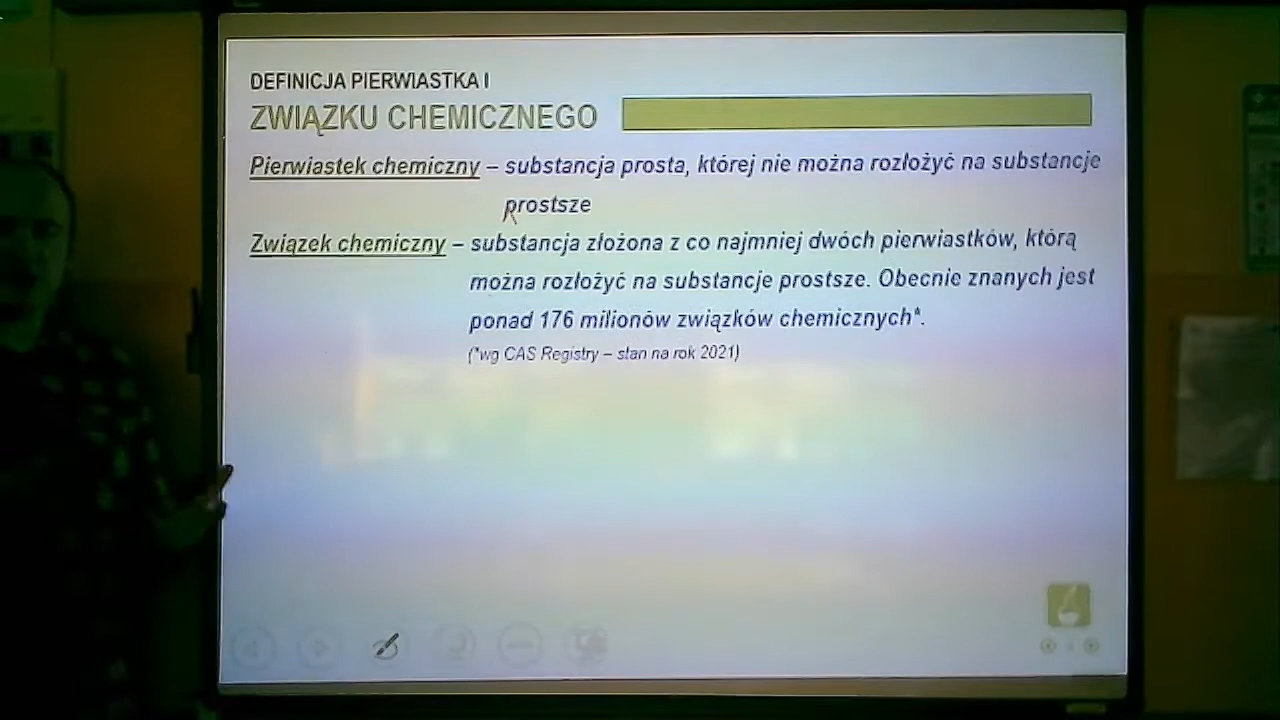 DEFINICJA PIERWIASTKA I
ZWIĄZKU CHEMICZNEGO
Pierwiastek chemiczny – substancja prosta, której nie można rozłożyć na substancje
prostsze
Związek chemiczny – substancja złożona z co najmniej dwóch pierwiastków, którą
można rozłożyć na substancje prostsze. Obecnie znanych jest
ponad 176 milionów związków chemicznych*.
(*wg CAS Registry – stan na rok 2021)